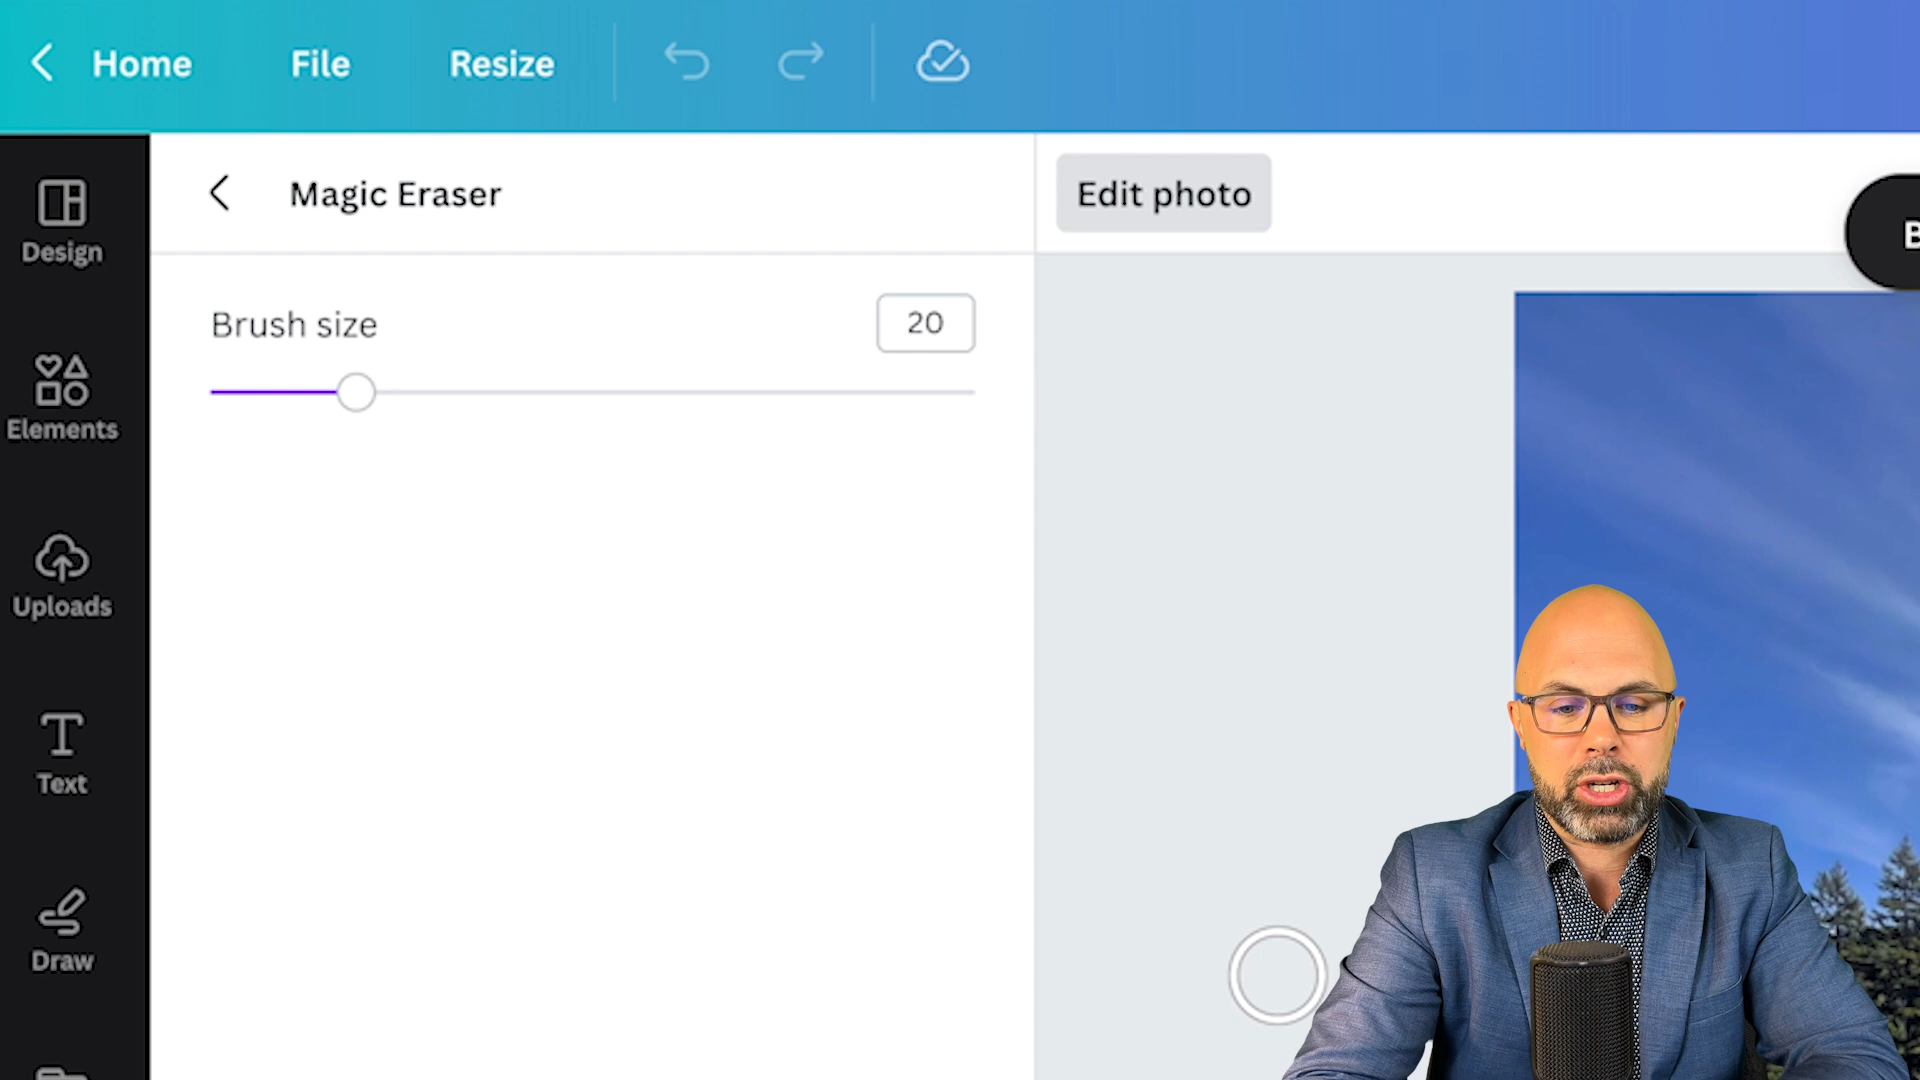 Home File Resize
Magic Eraser
Edit photo
Brush size 20
Design
Elements
Uploads
Text
Draw